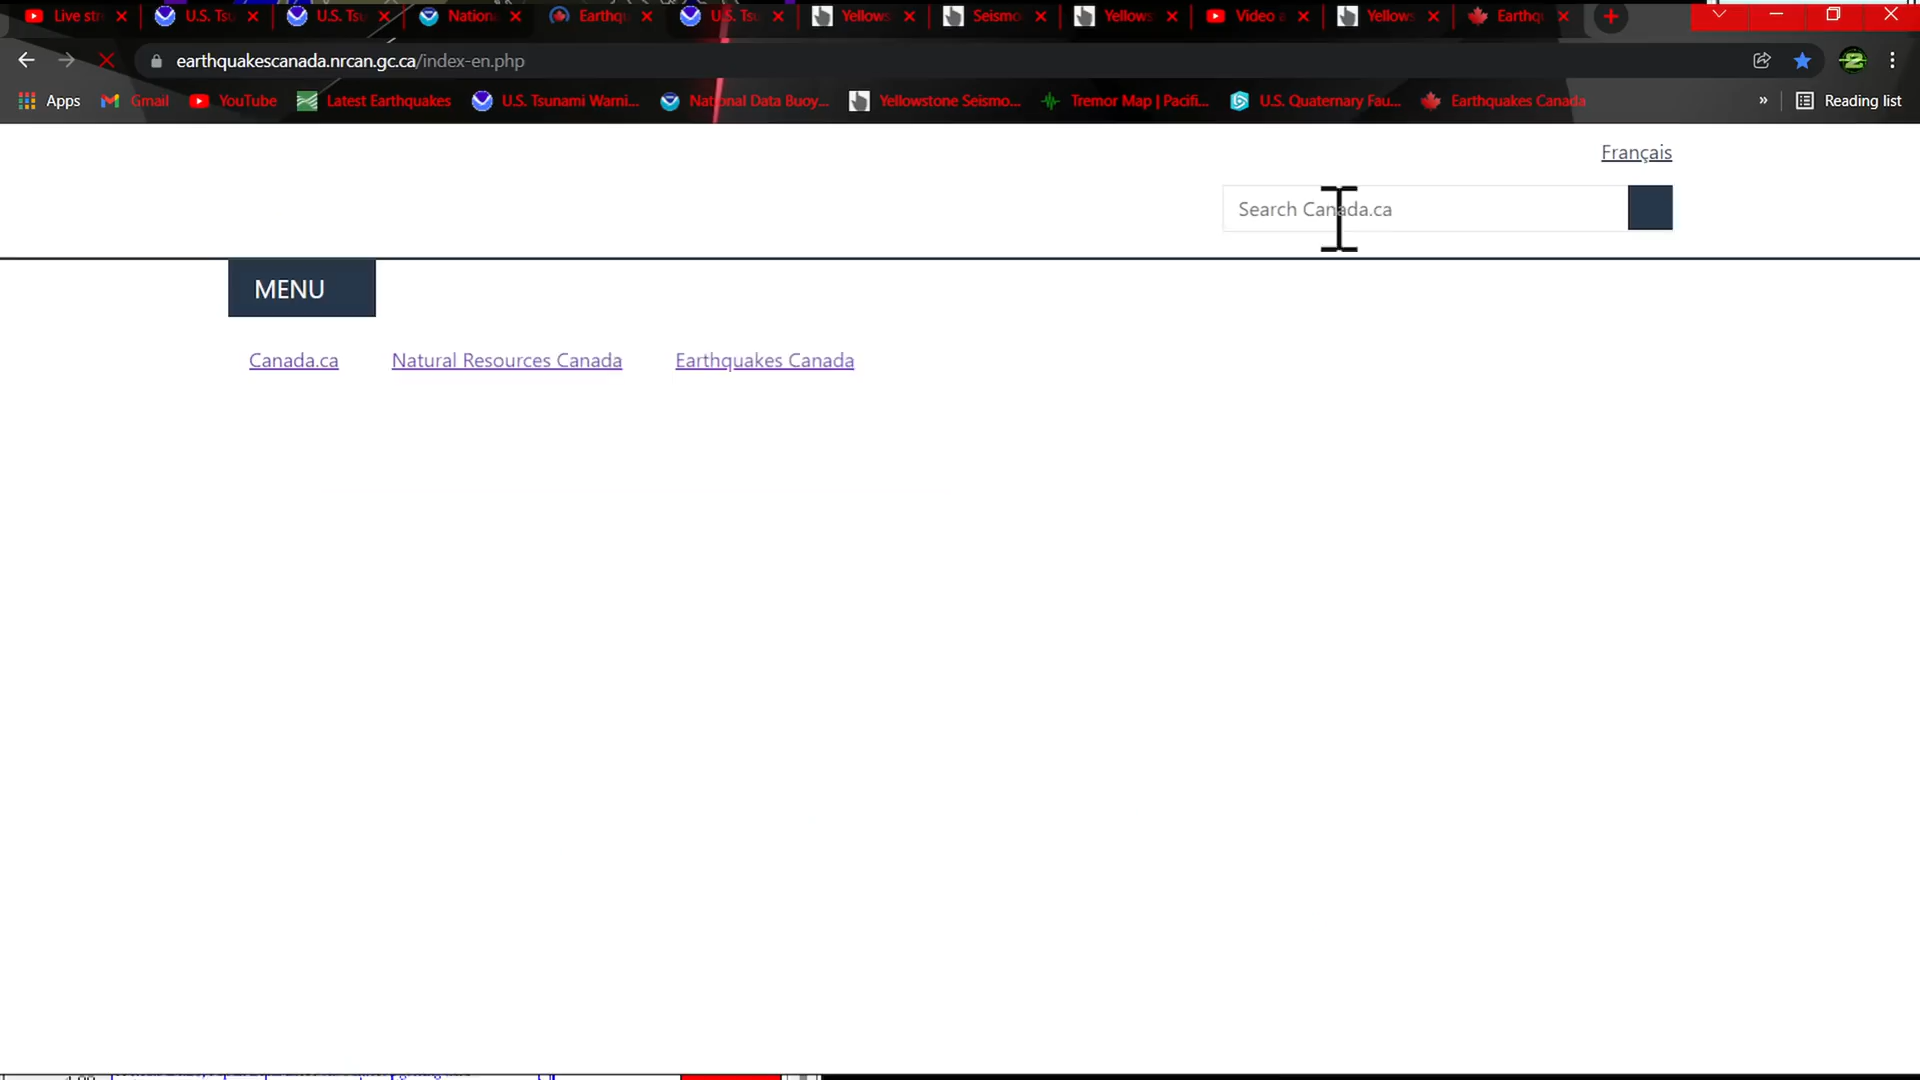 Live str U.S. Tsu U.S. Tsu Nation Earthqu U.S. Tsu Yellows Seismo Yellows Video a Yellows Earthqu
earthquakescanada.nrcan.gc.ca/index-en.php
Apps Gmail YouTube Latest Earthquakes U.S. Tsunami Warni... National Data Buoy... Yellowstone Seismo... Tremor Map | Pacifi... U.S. Quaternary Fau... Earthquakes Canada » Reading list
Français
Search Canada.ca
MENU
Canada.ca Natural Resources Canada Earthquakes Canada